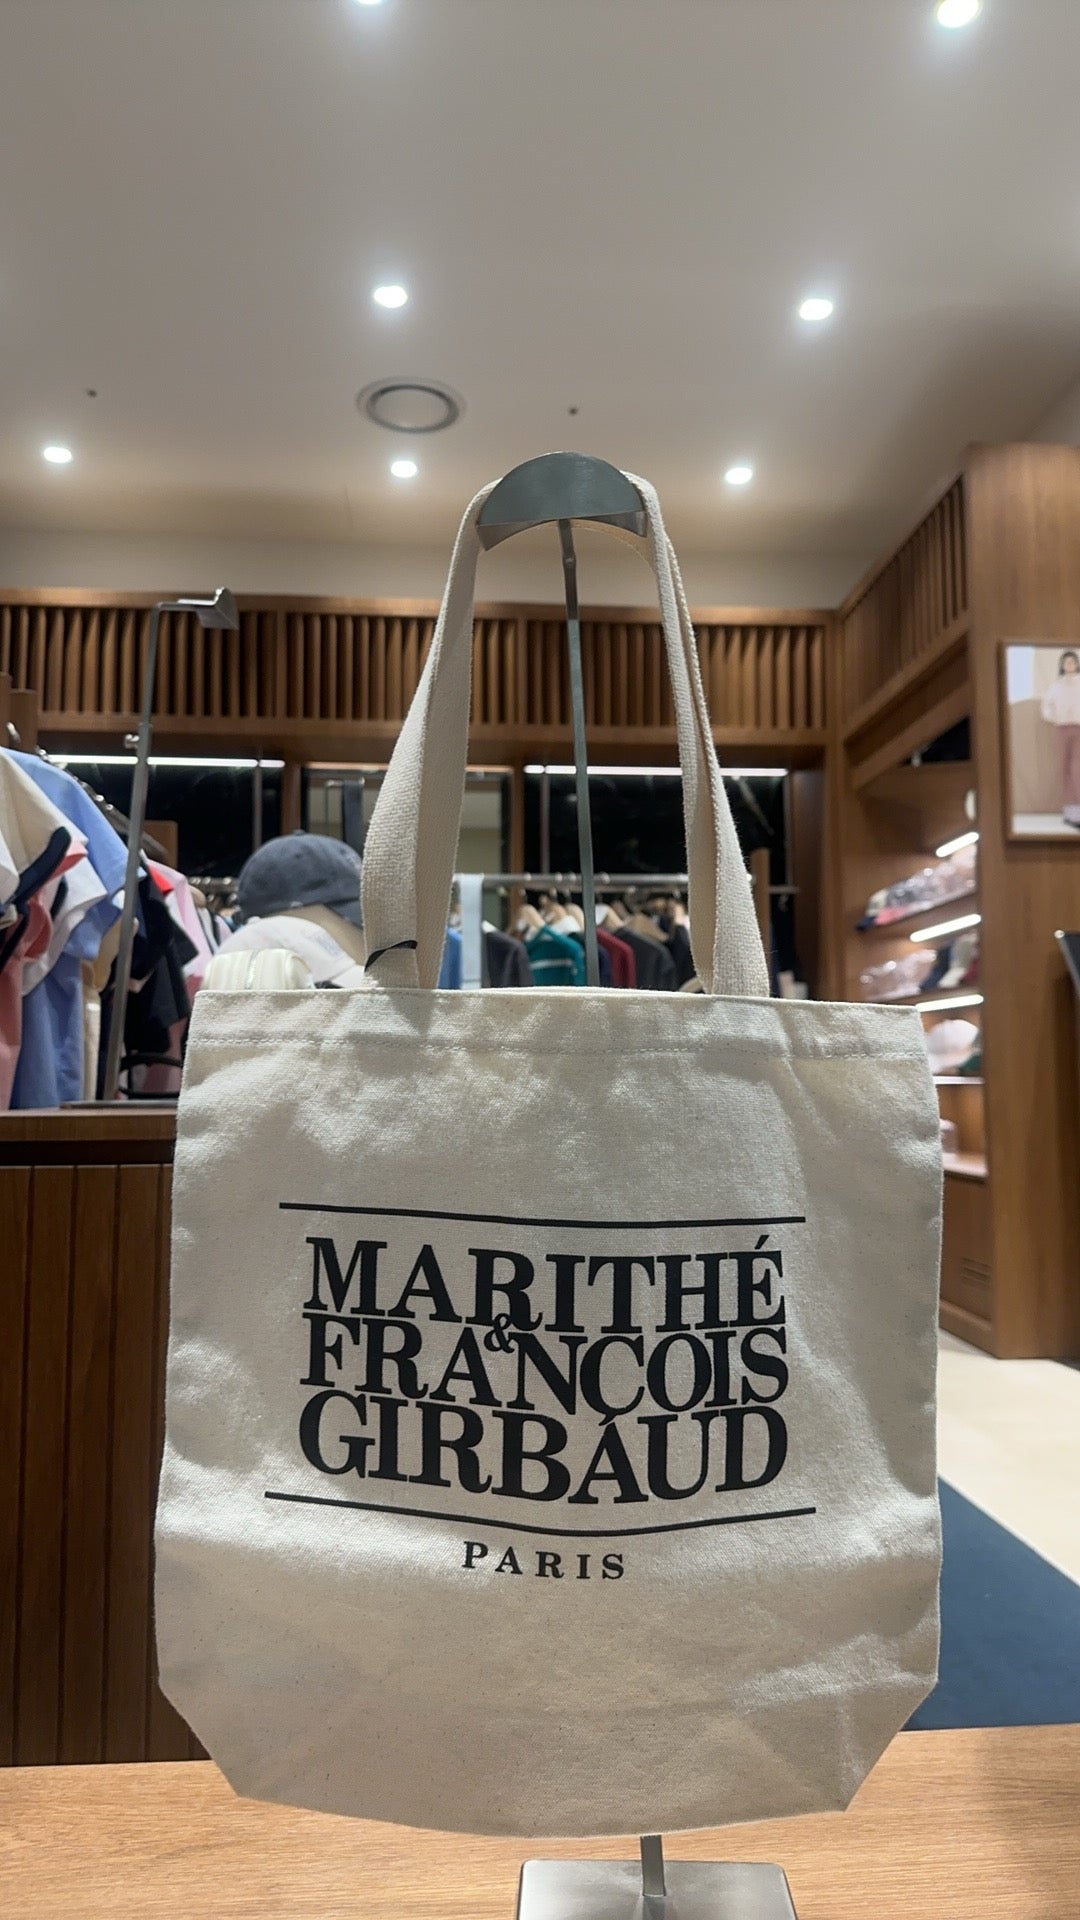 MARITHÉ
&
FRANÇOIS
GIRBAUD
PARIS